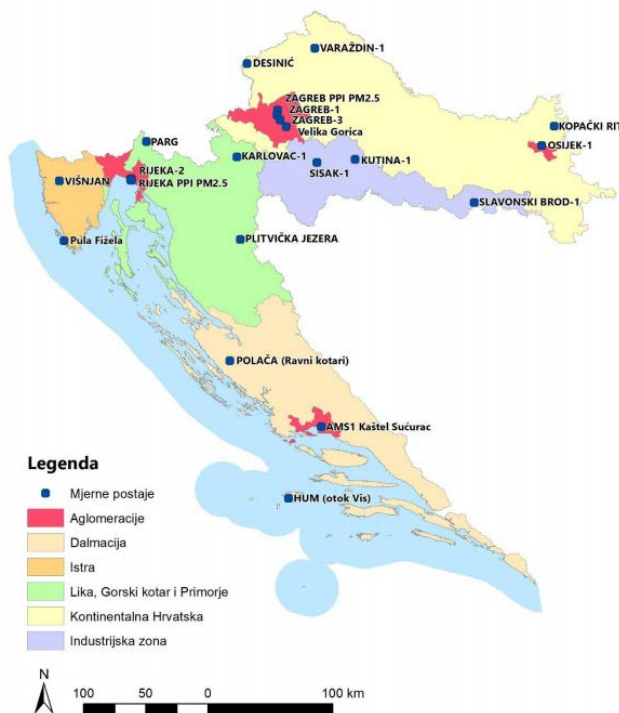 VARAŽDIN-1
DESINIĆ
ZAGREB PPI PM2.5
ZAGREB-1
ZAGREB-3
Velika Gorica
KOPAČKI RIT
OSIJEK-1
PARG
KARLOVAC-1
KUTINA-1
SISAK-1
RIJEKA-2
RIJEKA PPI PM2.5
VIŠNJAN
SLAVONSKI BROD-1
Pula Fižela
PLITVIČKA JEZERA
POLAČA (Ravni kotari)
AMS1 Kaštel Sućurac
HUM (otok Vis)
Legenda
Mjerne postaje
Aglomeracije
Dalmacija
Istra
Lika, Gorski kotar i Primorje
Kontinentalna Hrvatska
Industrijska zona
N
100 50 0 100 km